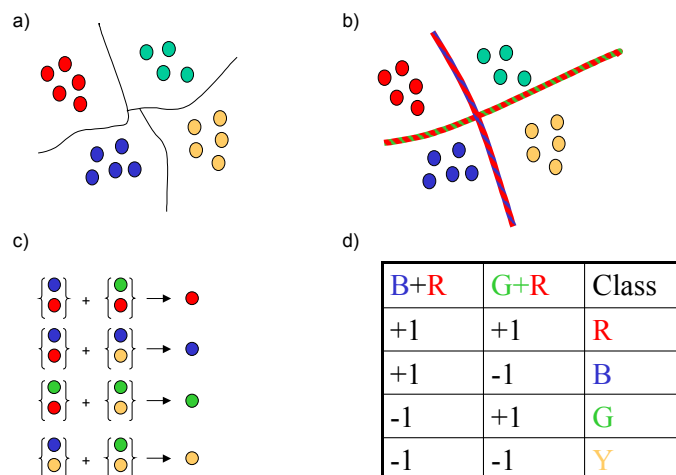 a)
b)
c)
+
+
+
+
d)
B+R G+R Class
+1 +1 R
+1 -1 B
-1 +1 G
-1 -1 Y